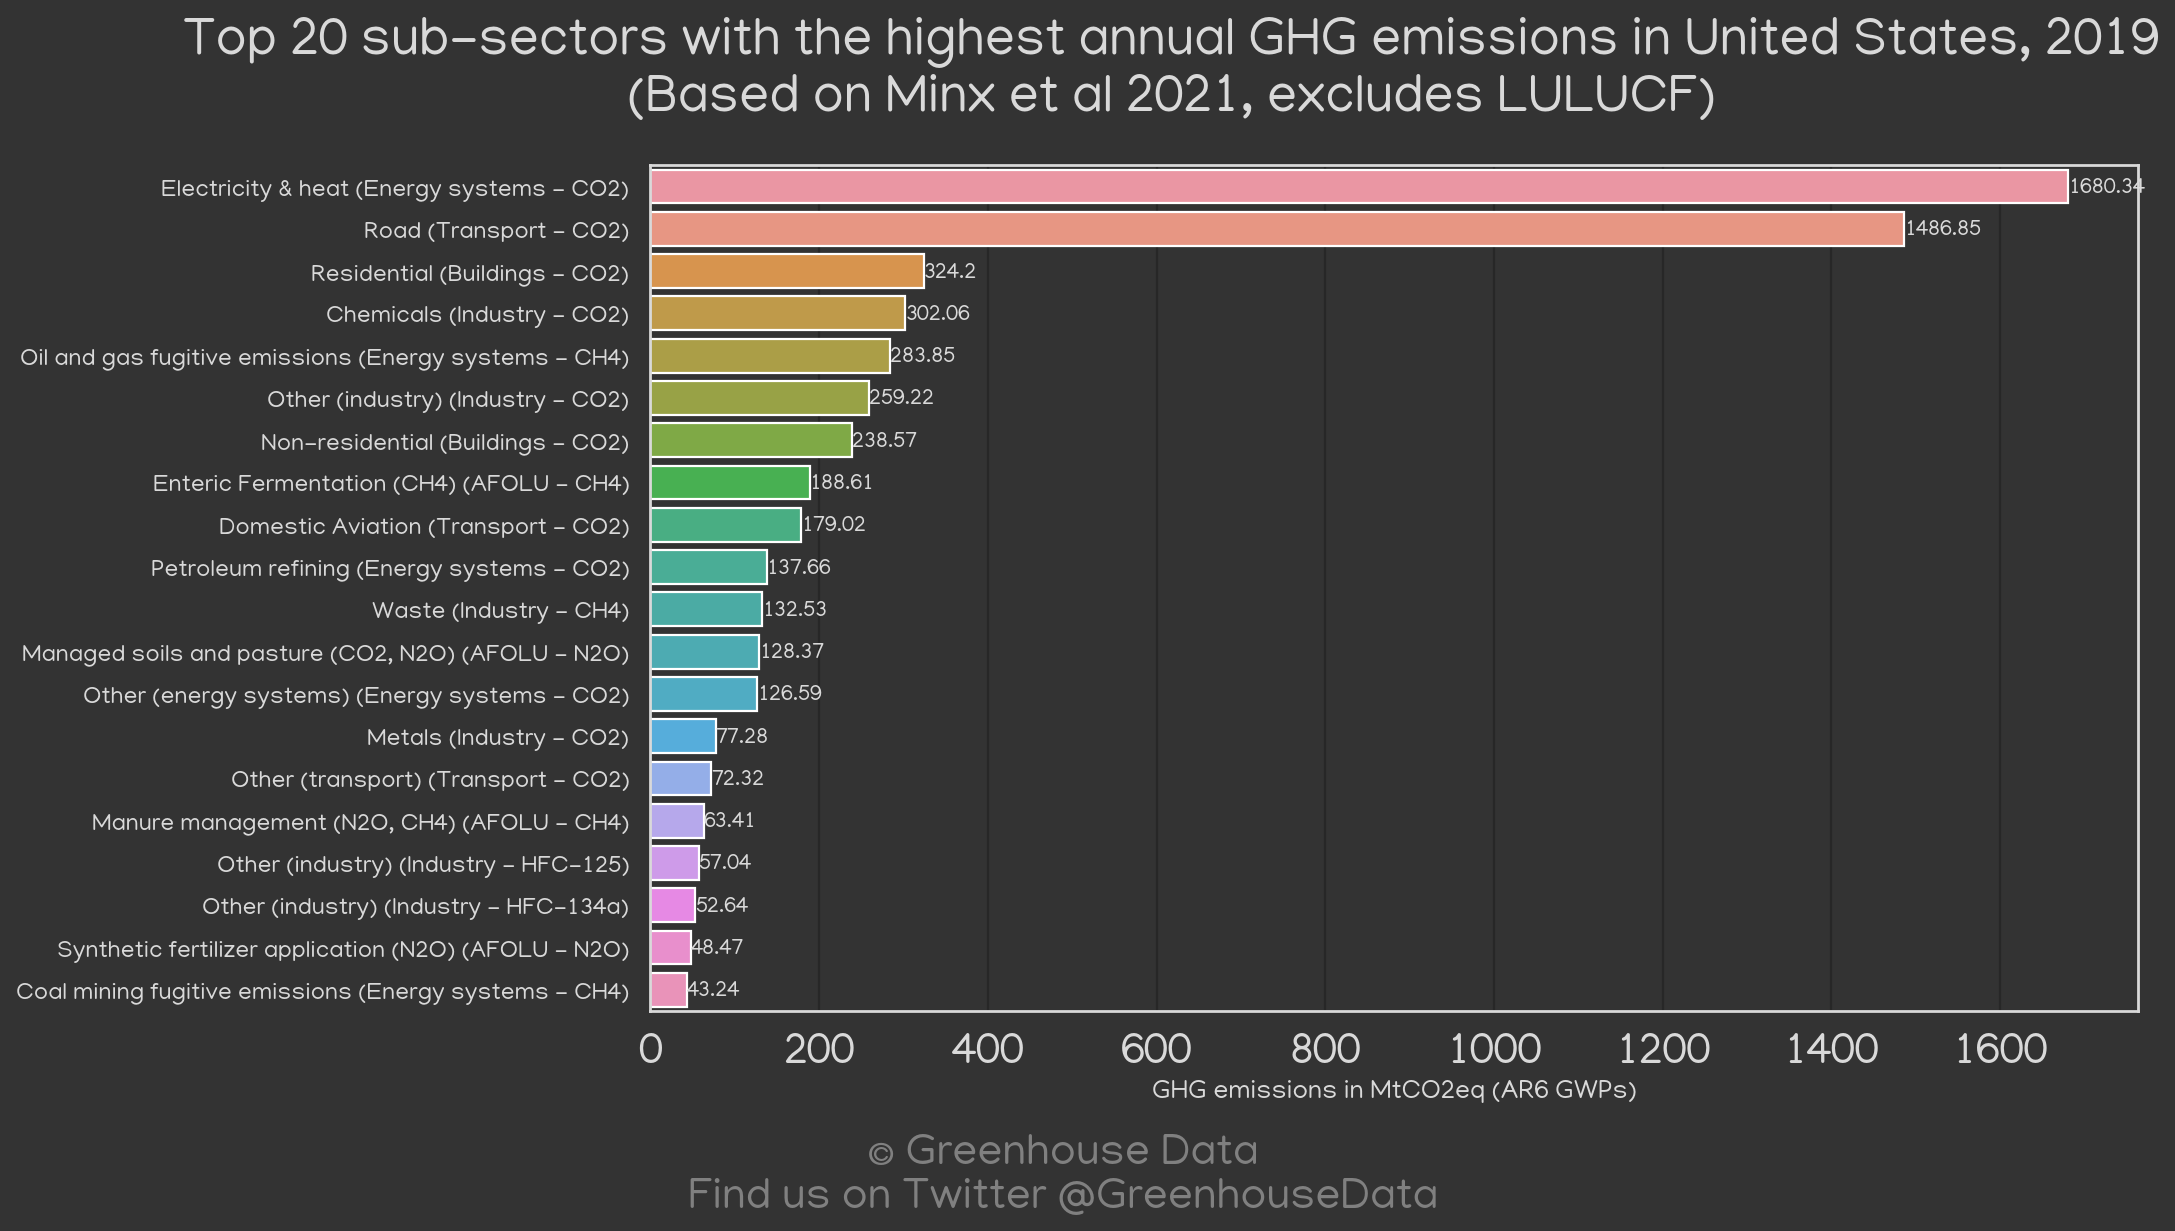 Top 20 sub-sectors with the highest annual GHG emissions in United States, 2019
(Based on Minx et al 2021, excludes LULUCF)
Electricity & heat (Energy systems - CO2) 1680.34
Road (Transport - CO2) 1486.85
Residential (Buildings - CO2) 324.2
Chemicals (Industry - CO2) 302.06
Oil and gas fugitive emissions (Energy systems - CH4) 283.85
Other (industry) (Industry - CO2) 259.22
Non-residential (Buildings - CO2) 238.57
Enteric Fermentation (CH4) (AFOLU - CH4) 188.61
Domestic Aviation (Transport - CO2) 179.02
Petroleum refining (Energy systems - CO2) 137.66
Waste (Industry - CH4) 132.53
Managed soils and pasture (CO2, N2O) (AFOLU - N2O) 128.37
Other (energy systems) (Energy systems - CO2) 126.59
Metals (Industry - CO2) 77.28
Other (transport) (Transport - CO2) 72.32
Manure management (N2O, CH4) (AFOLU - CH4) 63.41
Other (industry) (Industry - HFC-125) 57.04
Other (industry) (Industry - HFC-134a) 52.64
Synthetic fertilizer application (N2O) (AFOLU - N2O) 48.47
Coal mining fugitive emissions (Energy systems - CH4) 43.24
0 200 400 600 800 1000 1200 1400 1600
GHG emissions in MtCO2eq (AR6 GWPs)
© Greenhouse Data
Find us on Twitter @GreenhouseData